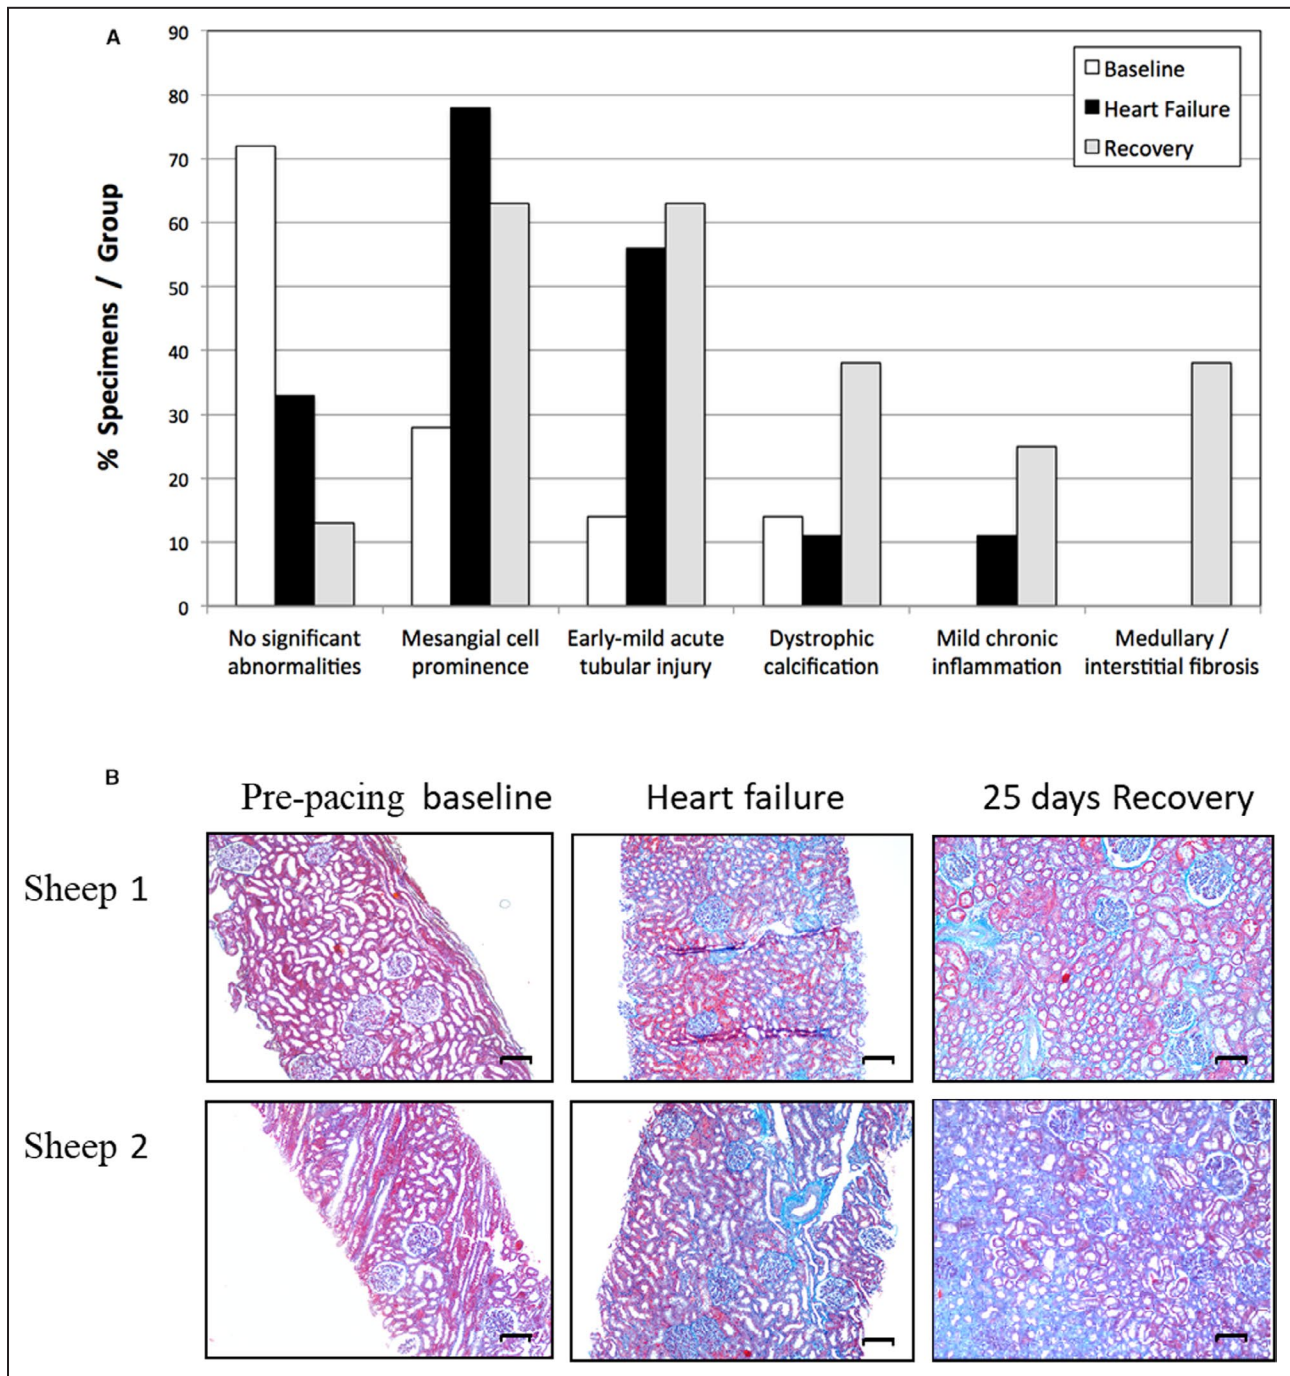 A
90
80
70
60
50
40
30
20
10
0
% Specimens / Group
Baseline
Heart Failure
Recovery
No significant
abnormalities
Mesangial cell
prominence
Early-mild acute
tubular injury
Dystrophic
calcification
Mild chronic
inflammation
Medullary /
interstitial fibrosis
B
Pre-pacing baseline
Heart failure
25 days Recovery
Sheep 1
Sheep 2